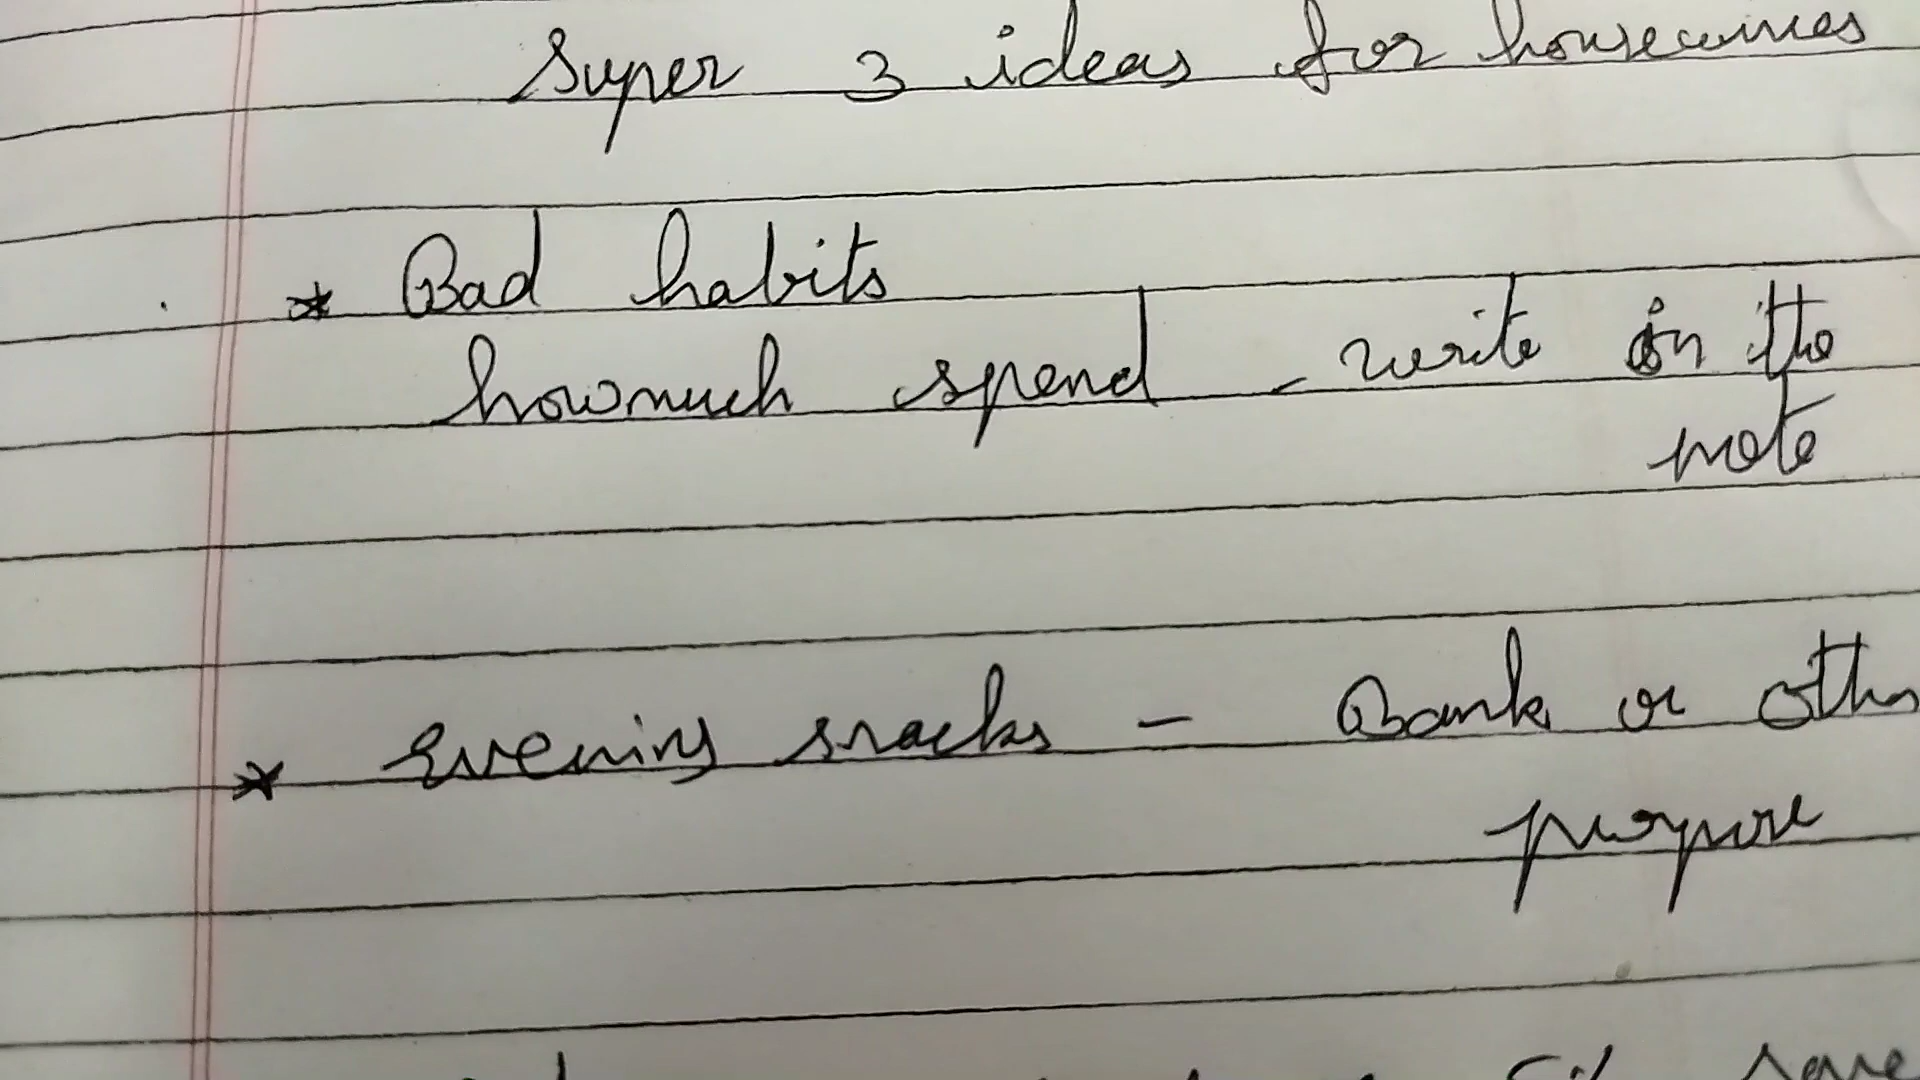 Super 3 ideas for housewives
* Bad habits
howmuch spend - write in the
note
* Evening snacks - Bank or other
purpose
save